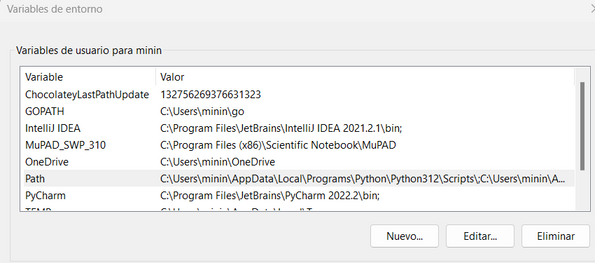 Variables de entorno
Variables de usuario para minin
Variable Valor
ChocolateyLastPathUpdate 132756269376631323
GOPATH C:\Users\minin\go
IntelliJ IDEA C:\Program Files\JetBrains\IntelliJ IDEA 2021.2.1\bin;
MuPAD_SWP_310 C:\Program Files (x86)\Scientific Notebook\MuPAD
OneDrive C:\Users\minin\OneDrive
Path C:\Users\minin\AppData\Local\Programs\Python\Python312\Scripts\;C:\Users\minin\A...
PyCharm C:\Program Files\JetBrains\PyCharm 2022.2\bin;
Nuevo... Editar... Eliminar